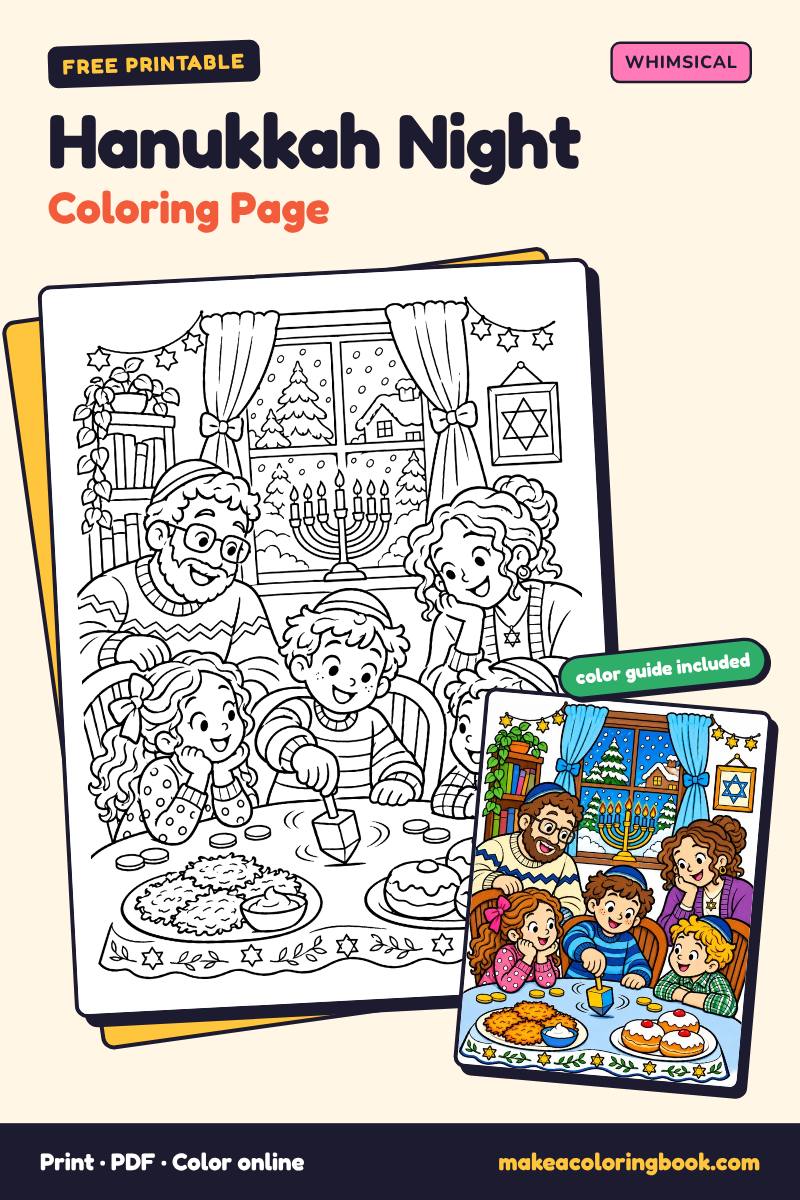 FREE PRINTABLE
WHIMSICAL
Hanukkah Night
Coloring Page
color guide included
Print · PDF · Color online
makeacoloringbook.com